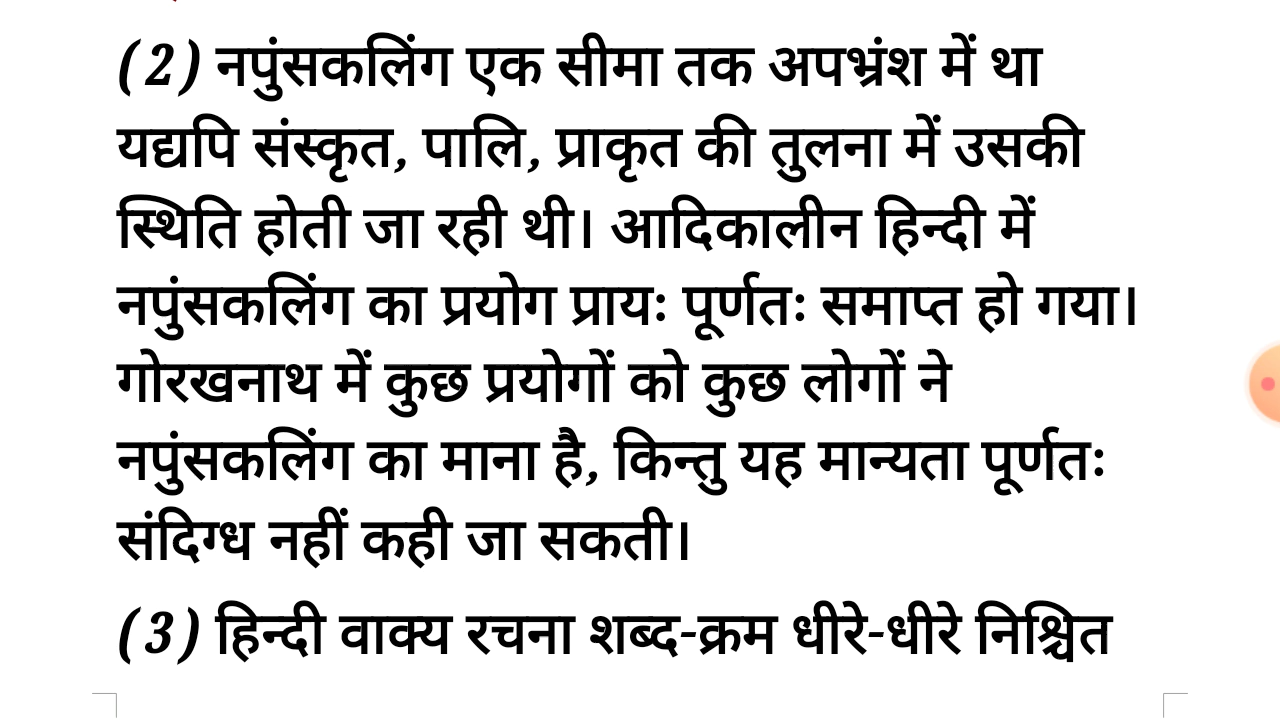 (2) नपुंसकलिंग एक सीमा तक अपभ्रंश में था
यद्यपि संस्कृत, पालि, प्राकृत की तुलना में उसकी
स्थिति होती जा रही थी। आदिकालीन हिन्दी में
नपुंसकलिंग का प्रयोग प्रायः पूर्णतः समाप्त हो गया।
गोरखनाथ में कुछ प्रयोगों को कुछ लोगों ने
नपुंसकलिंग का माना है, किन्तु यह मान्यता पूर्णतः
संदिग्ध नहीं कही जा सकती।
(3) हिन्दी वाक्य रचना शब्द-क्रम धीरे-धीरे निश्चित